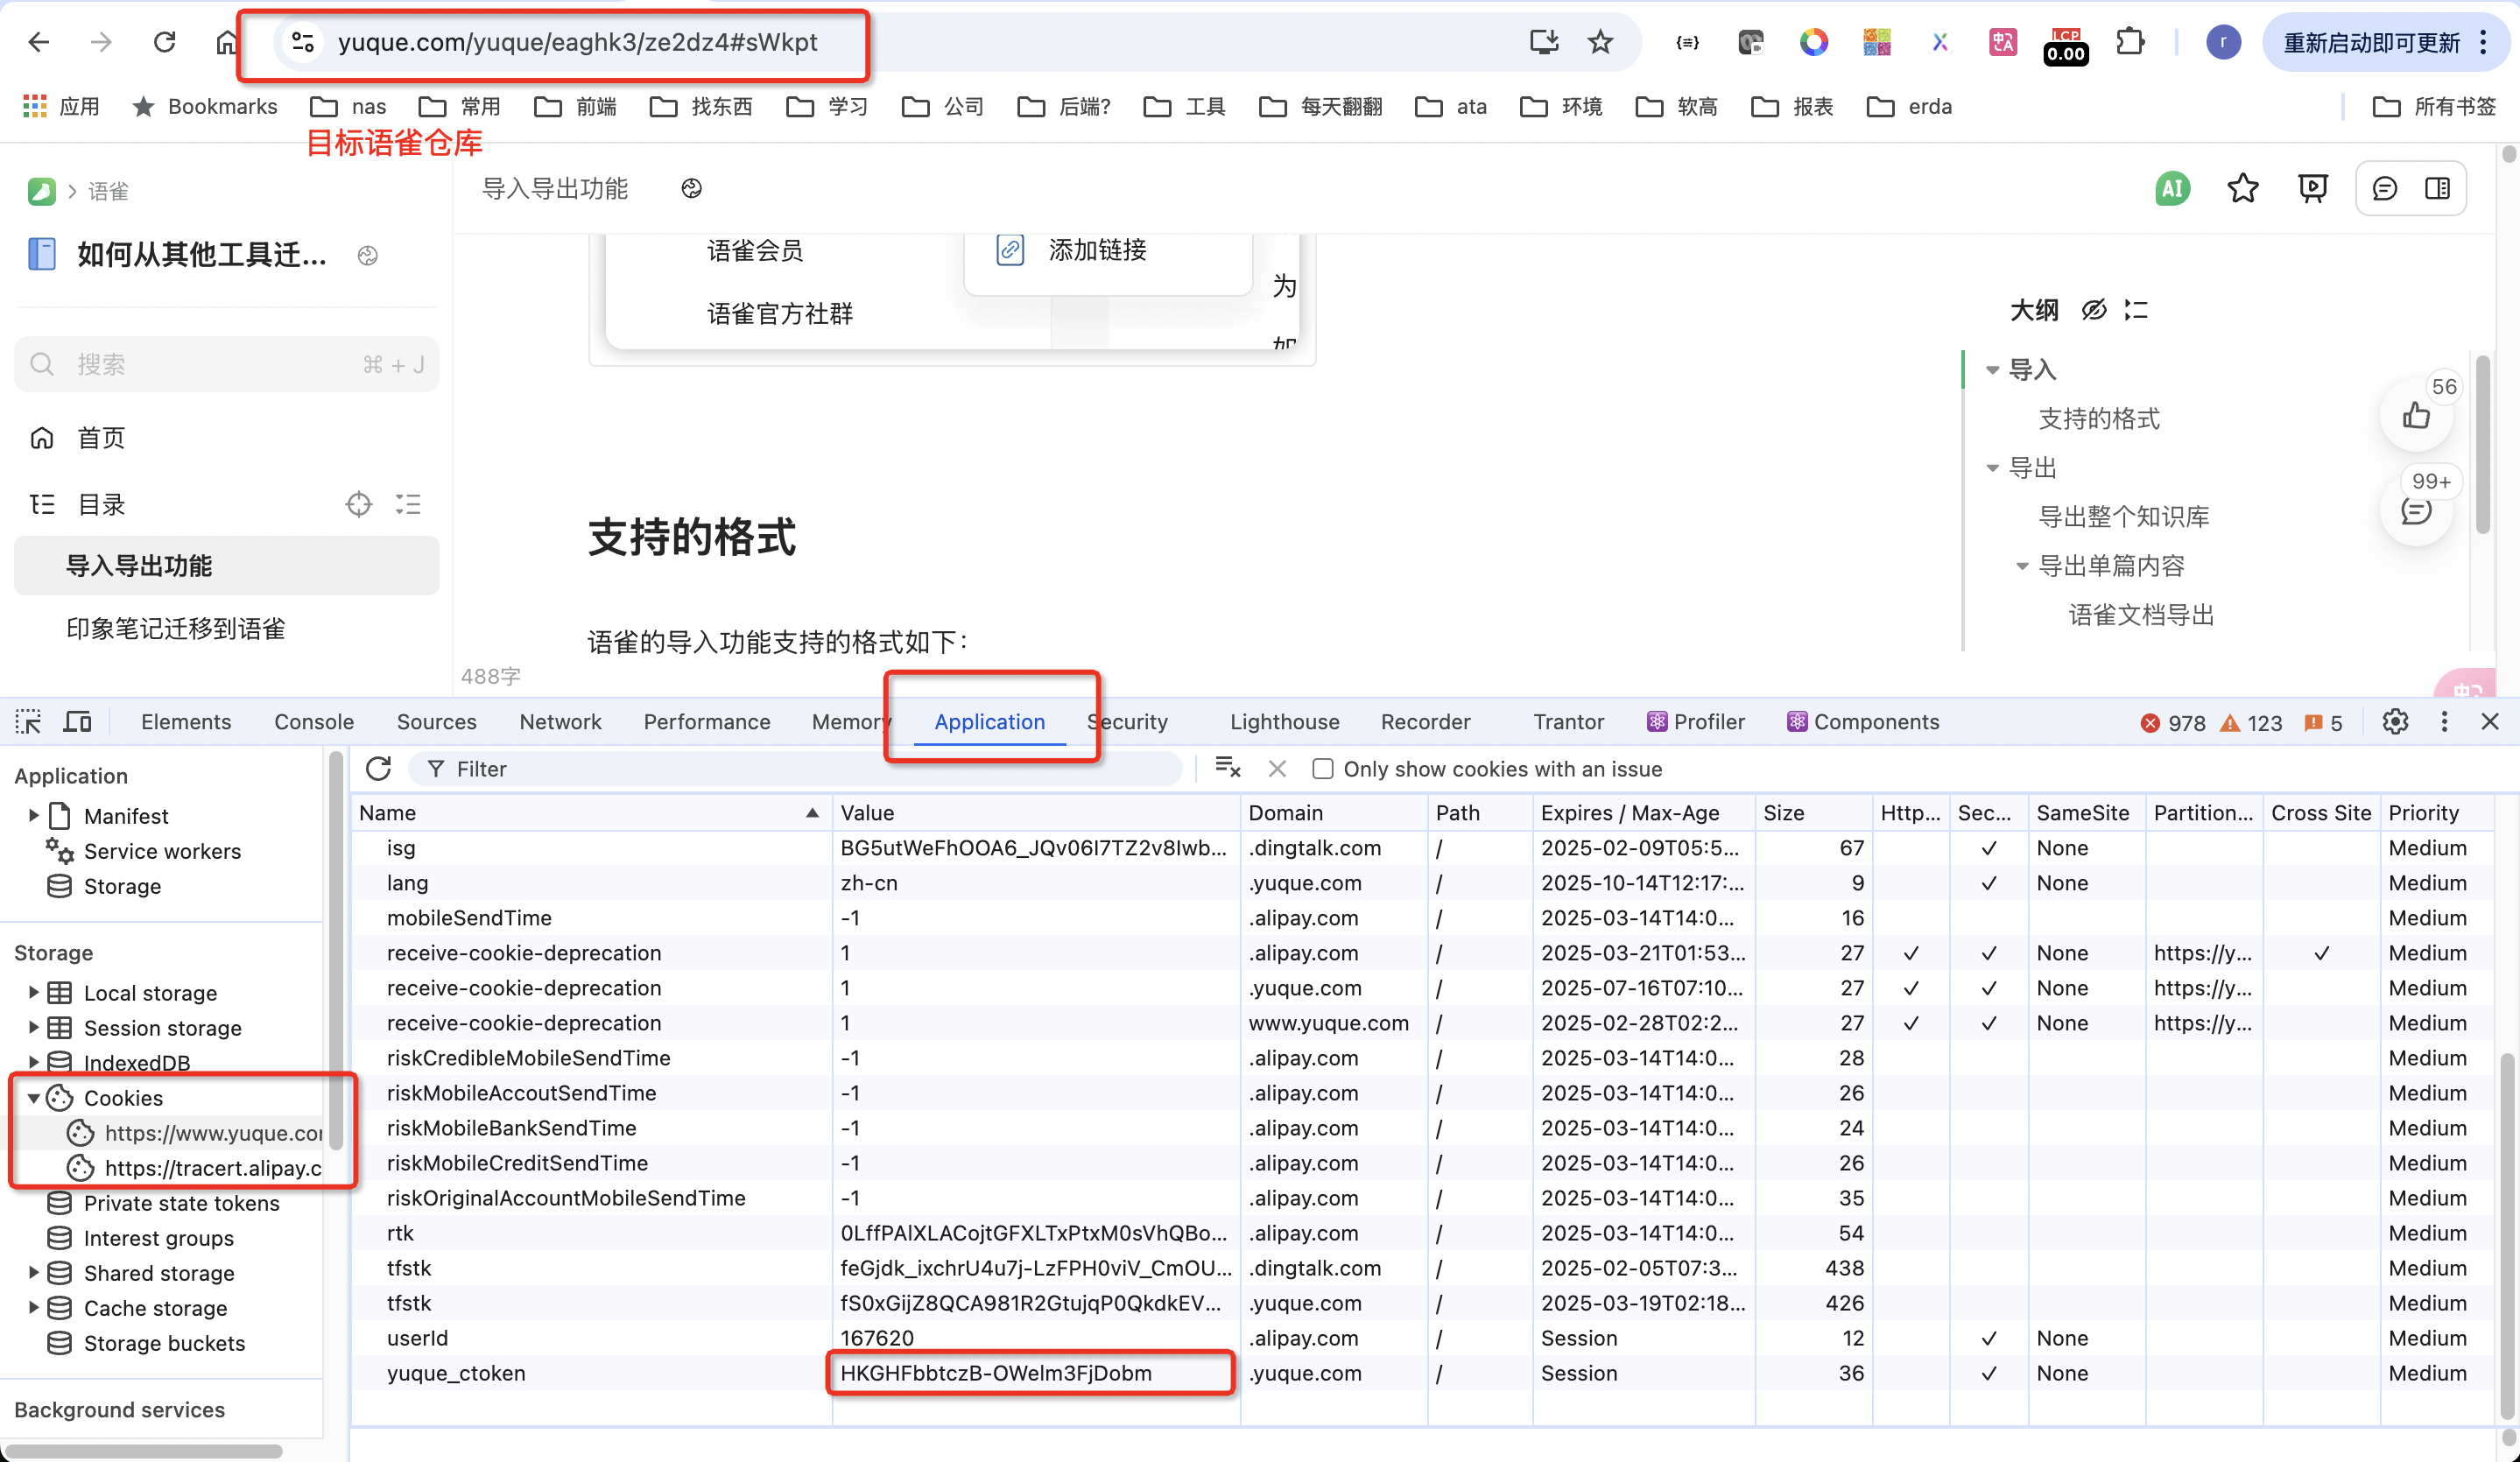 yuque.com/yuque/eaghk3/ze2dz4#sWkpt
LCP
0.00
r
重新启动即可更新
应用
Bookmarks
nas
常用
前端
找东西
学习
公司
后端?
工具
每天翻翻
ata
环境
软高
报表
erda
所有书签
目标语雀仓库
语雀
导入导出功能
AI
如何从其他工具迁...
语雀会员
添加链接
为
语雀官方社群
大纲
搜索
⌘ + J
导入
56
支持的格式
首页
导出
99+
目录
支持的格式
导出整个知识库
导入导出功能
导出单篇内容
印象笔记迁移到语雀
语雀的导入功能支持的格式如下：
语雀文档导出
488字
Elements
Console
Sources
Network
Performance
Memory
Application
Security
Lighthouse
Recorder
Trantor
Profiler
Components
978
123
5
Application
Filter
Only show cookies with an issue
Manifest
Service workers
Storage
Storage
Local storage
Session storage
IndexedDB
Cookies
https://www.yuque.co
https://tracert.alipay.c
Private state tokens
Interest groups
Shared storage
Cache storage
Storage buckets
Background services
Name Value Domain Path Expires / Max-Age Size Http... Sec... SameSite Partition... Cross Site Priority
isg BG5utWeFhOOA6_JQv06I7TZ2v8Iwb... .dingtalk.com / 2025-02-09T05:5... 67 ✓ None Medium
lang zh-cn .yuque.com / 2025-10-14T12:17:... 9 ✓ None Medium
mobileSendTime -1 .alipay.com / 2025-03-14T14:0... 16 Medium
receive-cookie-deprecation 1 .alipay.com / 2025-03-21T01:53... 27 ✓ ✓ None https://y... ✓ Medium
receive-cookie-deprecation 1 .yuque.com / 2025-07-16T07:10... 27 ✓ ✓ None https://y... Medium
receive-cookie-deprecation 1 www.yuque.com / 2025-02-28T02:2... 27 ✓ ✓ None https://y... Medium
riskCredibleMobileSendTime -1 .alipay.com / 2025-03-14T14:0... 28 Medium
riskMobileAccoutSendTime -1 .alipay.com / 2025-03-14T14:0... 26 Medium
riskMobileBankSendTime -1 .alipay.com / 2025-03-14T14:0... 24 Medium
riskMobileCreditSendTime -1 .alipay.com / 2025-03-14T14:0... 26 Medium
riskOriginalAccountMobileSendTime -1 .alipay.com / 2025-03-14T14:0... 35 Medium
rtk 0LffPAlXLACojtGFXLTxPtxM0sVhQBo... .alipay.com / 2025-03-14T14:0... 54 Medium
tfstk feGjdk_ixchrU4u7j-LzFPH0viV_CmOU... .dingtalk.com / 2025-02-05T07:3... 438 Medium
tfstk fS0xGijZ8QCA981R2GtujqP0QkdkEV... .yuque.com / 2025-03-19T02:18... 426 Medium
userId 167620 .alipay.com / Session 12 ✓ None Medium
yuque_ctoken HKGHFbbtczB-OWelm3FjDobm .yuque.com / Session 36 ✓ None Medium